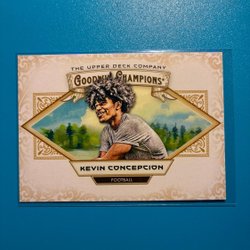 THE UPPER DECK COMPANY
GOODWIN CHAMPIONS
KEVIN CONCEPCION
FOOTBALL